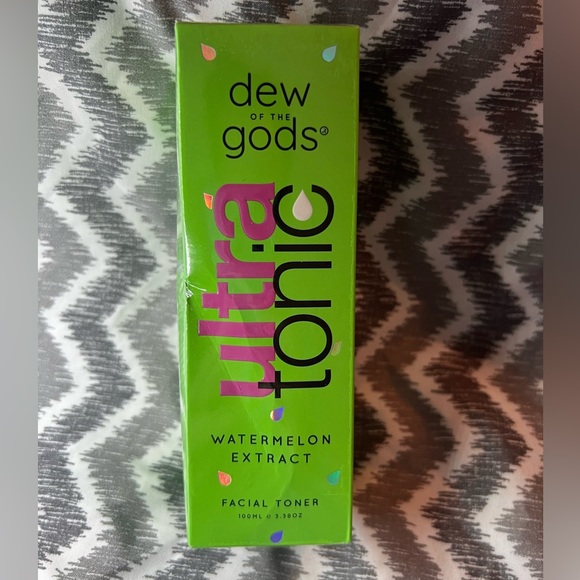 dew
OF THE
gods
ultra
tonic
WATERMELON
EXTRACT
FACIAL TONER
100ML e 3.38OZ